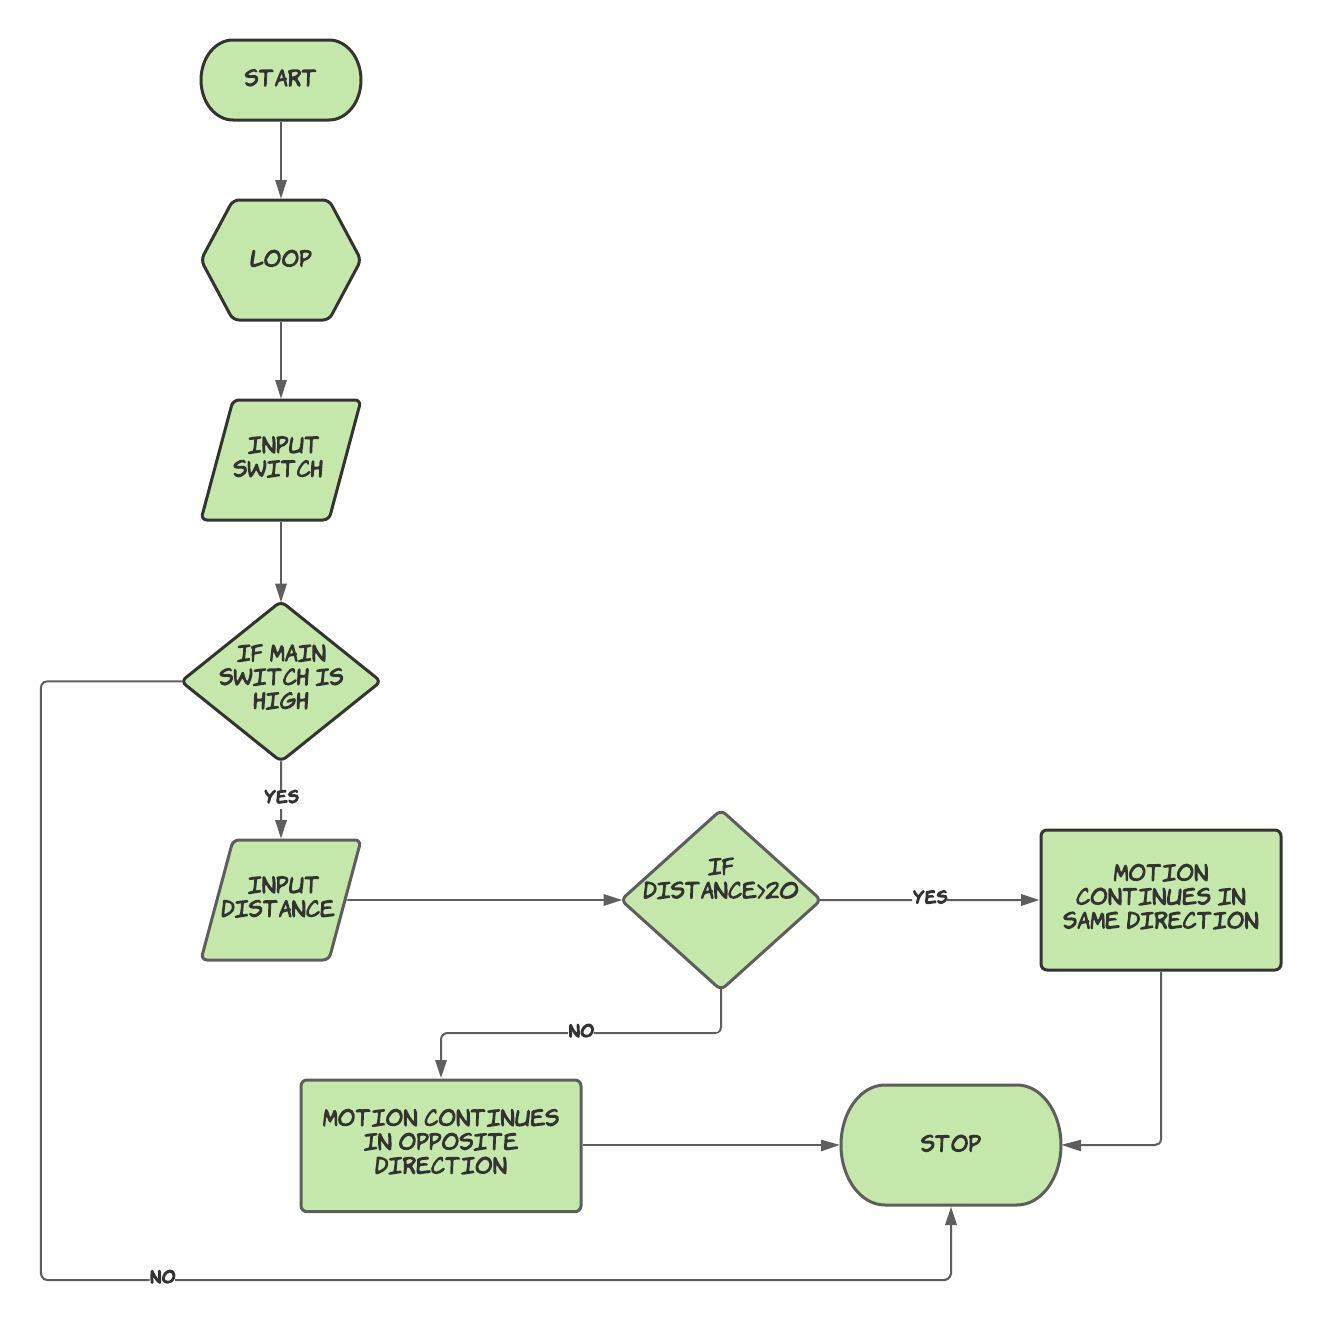 START
LOOP
INPUT
SWITCH
IF MAIN
SWITCH IS
HIGH
YES
INPUT
DISTANCE
IF
DISTANCE>20
YES
MOTION
CONTINUES IN
SAME DIRECTION
NO
MOTION CONTINUES
IN OPPOSITE
DIRECTION
STOP
NO